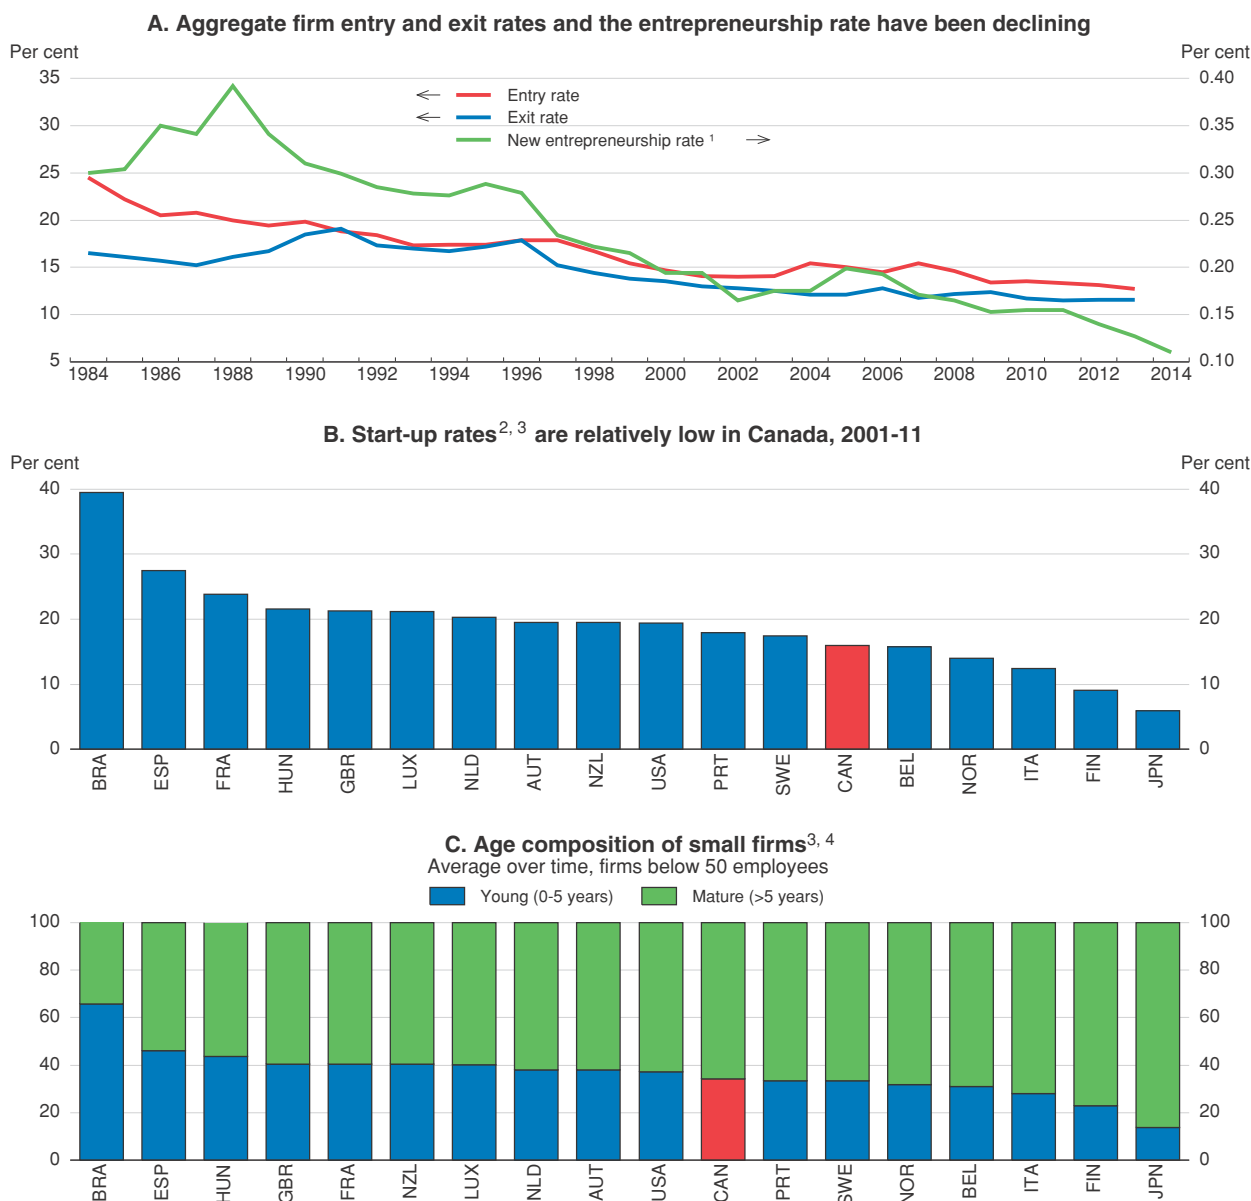 A. Aggregate firm entry and exit rates and the entrepreneurship rate have been declining
Per cent Per cent
35 0.40
Entry rate
Exit rate
30 0.35
New entrepreneurship rate 1
25 0.30
20 0.25
15 0.20
10 0.15
5 0.10
1984 1986 1988 1990 1992 1994 1996 1998 2000 2002 2004 2006 2008 2010 2012 2014
B. Start-up rates2, 3 are relatively low in Canada, 2001-11
Per cent Per cent
40 40
30 30
20 20
10 10
0 0
BRA ESP FRA HUN GBR LUX NLD AUT NZL USA PRT SWE CAN BEL NOR ITA FIN JPN
C. Age composition of small firms3, 4
Average over time, firms below 50 employees
Young (0-5 years) Mature (>5 years)
100 100
80 80
60 60
40 40
20 20
0 0
BRA ESP HUN GBR FRA NZL LUX NLD AUT USA CAN PRT SWE NOR BEL ITA FIN JPN